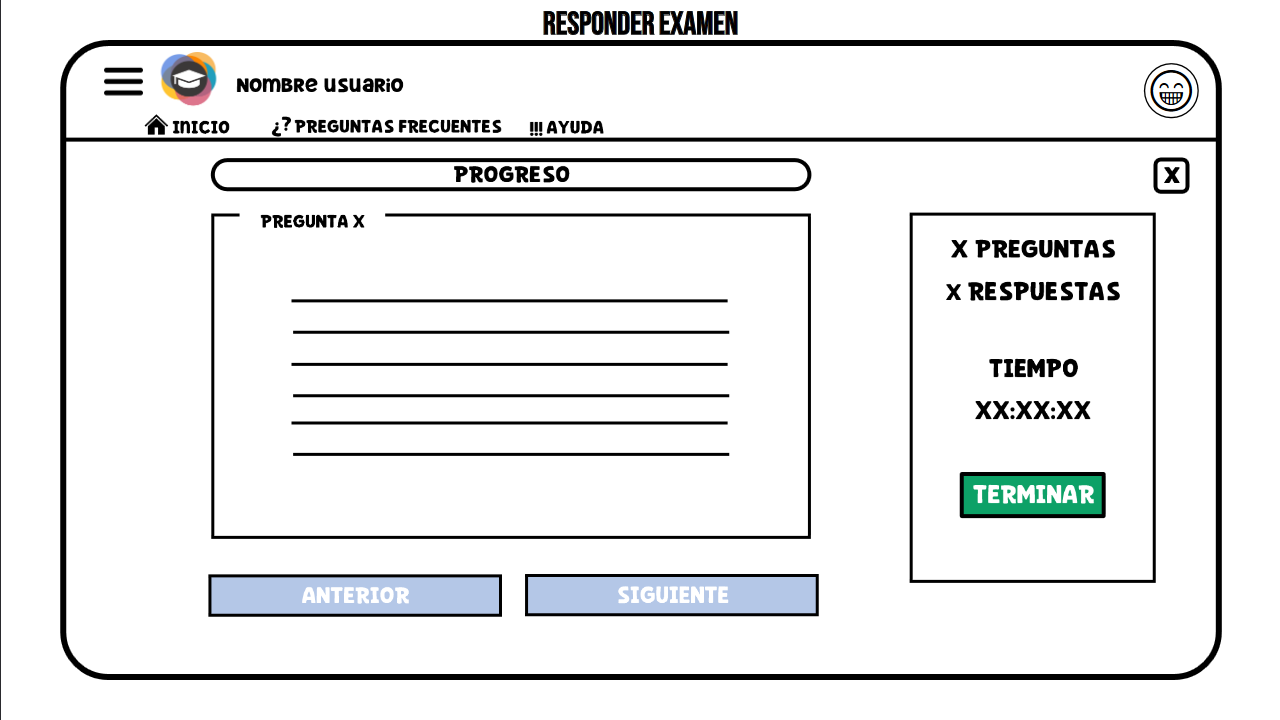 RESPONDER EXAMEN
NOMBRE USUARIO
INICIO ¿? PREGUNTAS FRECUENTES !!! AYUDA
PROGRESO
X
PREGUNTA X
X PREGUNTAS
X RESPUESTAS
TIEMPO
XX:XX:XX
TERMINAR
ANTERIOR SIGUIENTE